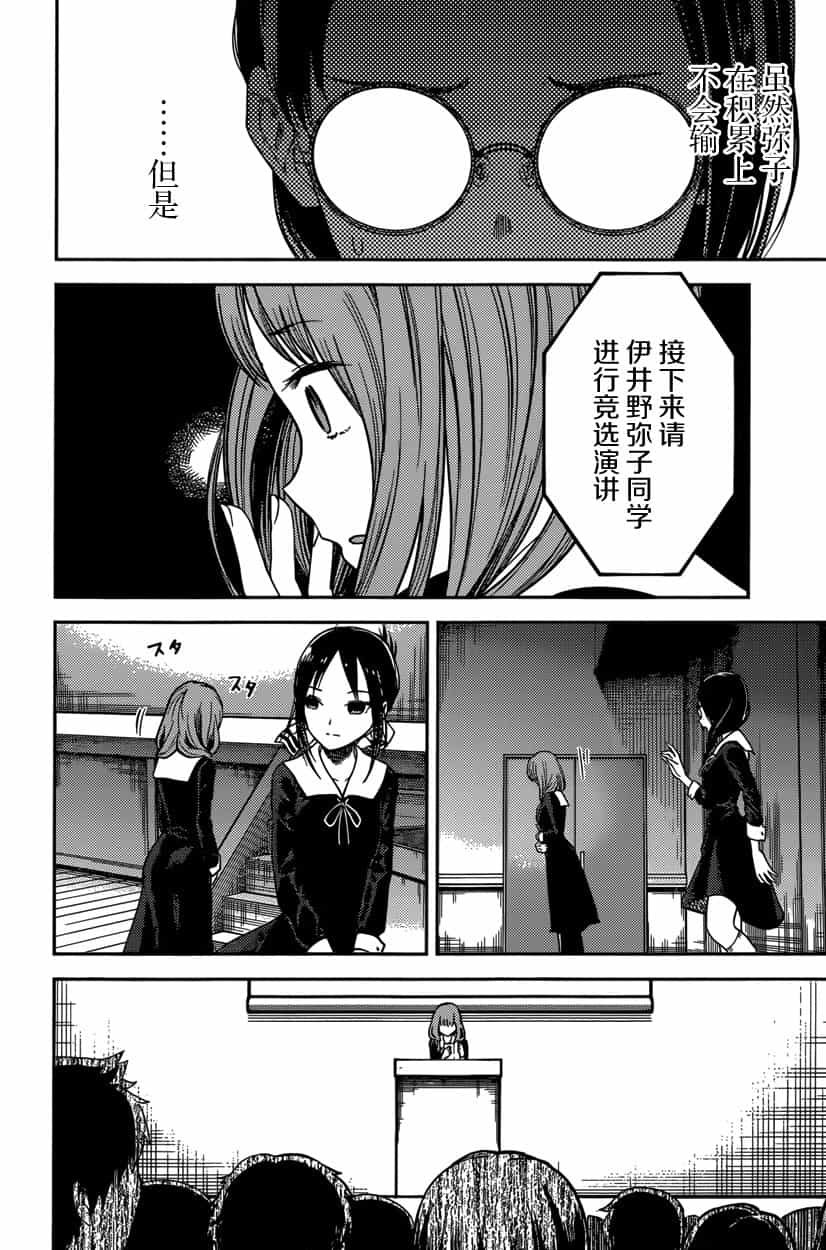 虽然弥子
在积累上
不会输
……但是
接下来请
伊井野弥子同学
进行竞选演讲
スタ
スタ